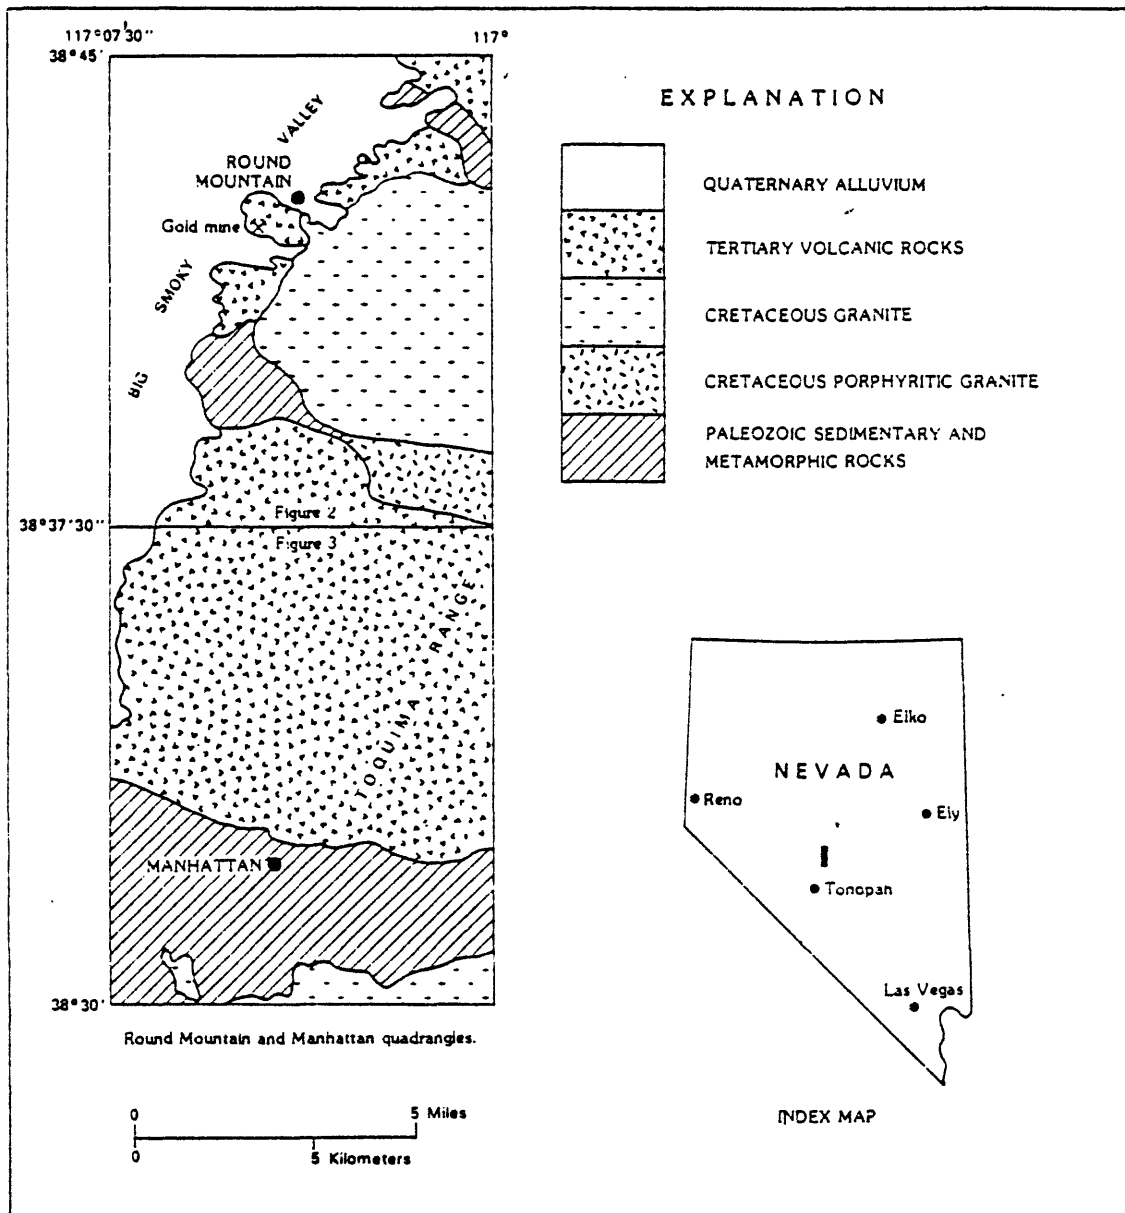 117°07'30"
117°
38°45'
EXPLANATION
VALLEY
ROUND
MOUNTAIN
Gold mine
SMOKY
BIG
QUATERNARY ALLUVIUM
TERTIARY VOLCANIC ROCKS
CRETACEOUS GRANITE
CRETACEOUS PORPHYRITIC GRANITE
PALEOZOIC SEDIMENTARY AND
METAMORPHIC ROCKS
Figure 2
38°37'30"
Figure 3
TOQUIMA RANGE
MANHATTAN
38°30'
Round Mountain and Manhattan quadrangles.
0
5 Miles
0
5 Kilometers
Elko
NEVADA
Reno
Ely
Tonopah
Las Vegas
INDEX MAP